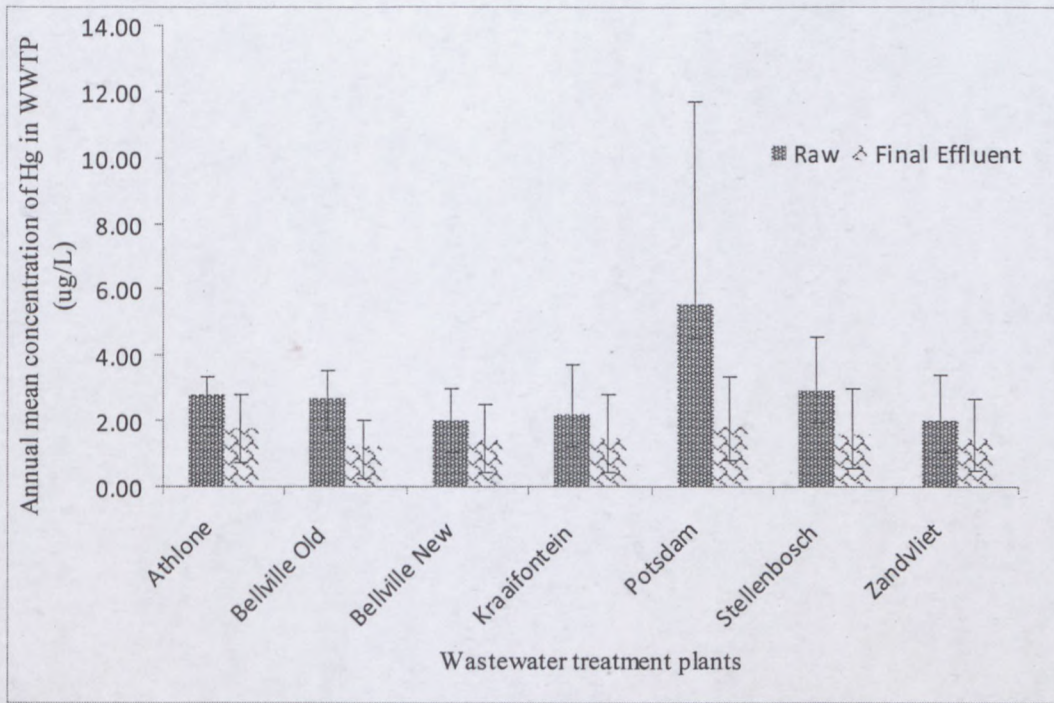 Annual mean concentration of Hg in WWTP
(ug/L)
14.00
12.00
10.00
8.00
6.00
4.00
2.00
0.00
Raw Final Effluent
Athlone
Bellville Old
Bellville New
Kraaifontein
Potsdam
Stellenbosch
Zandvliet
Wastewater treatment plants